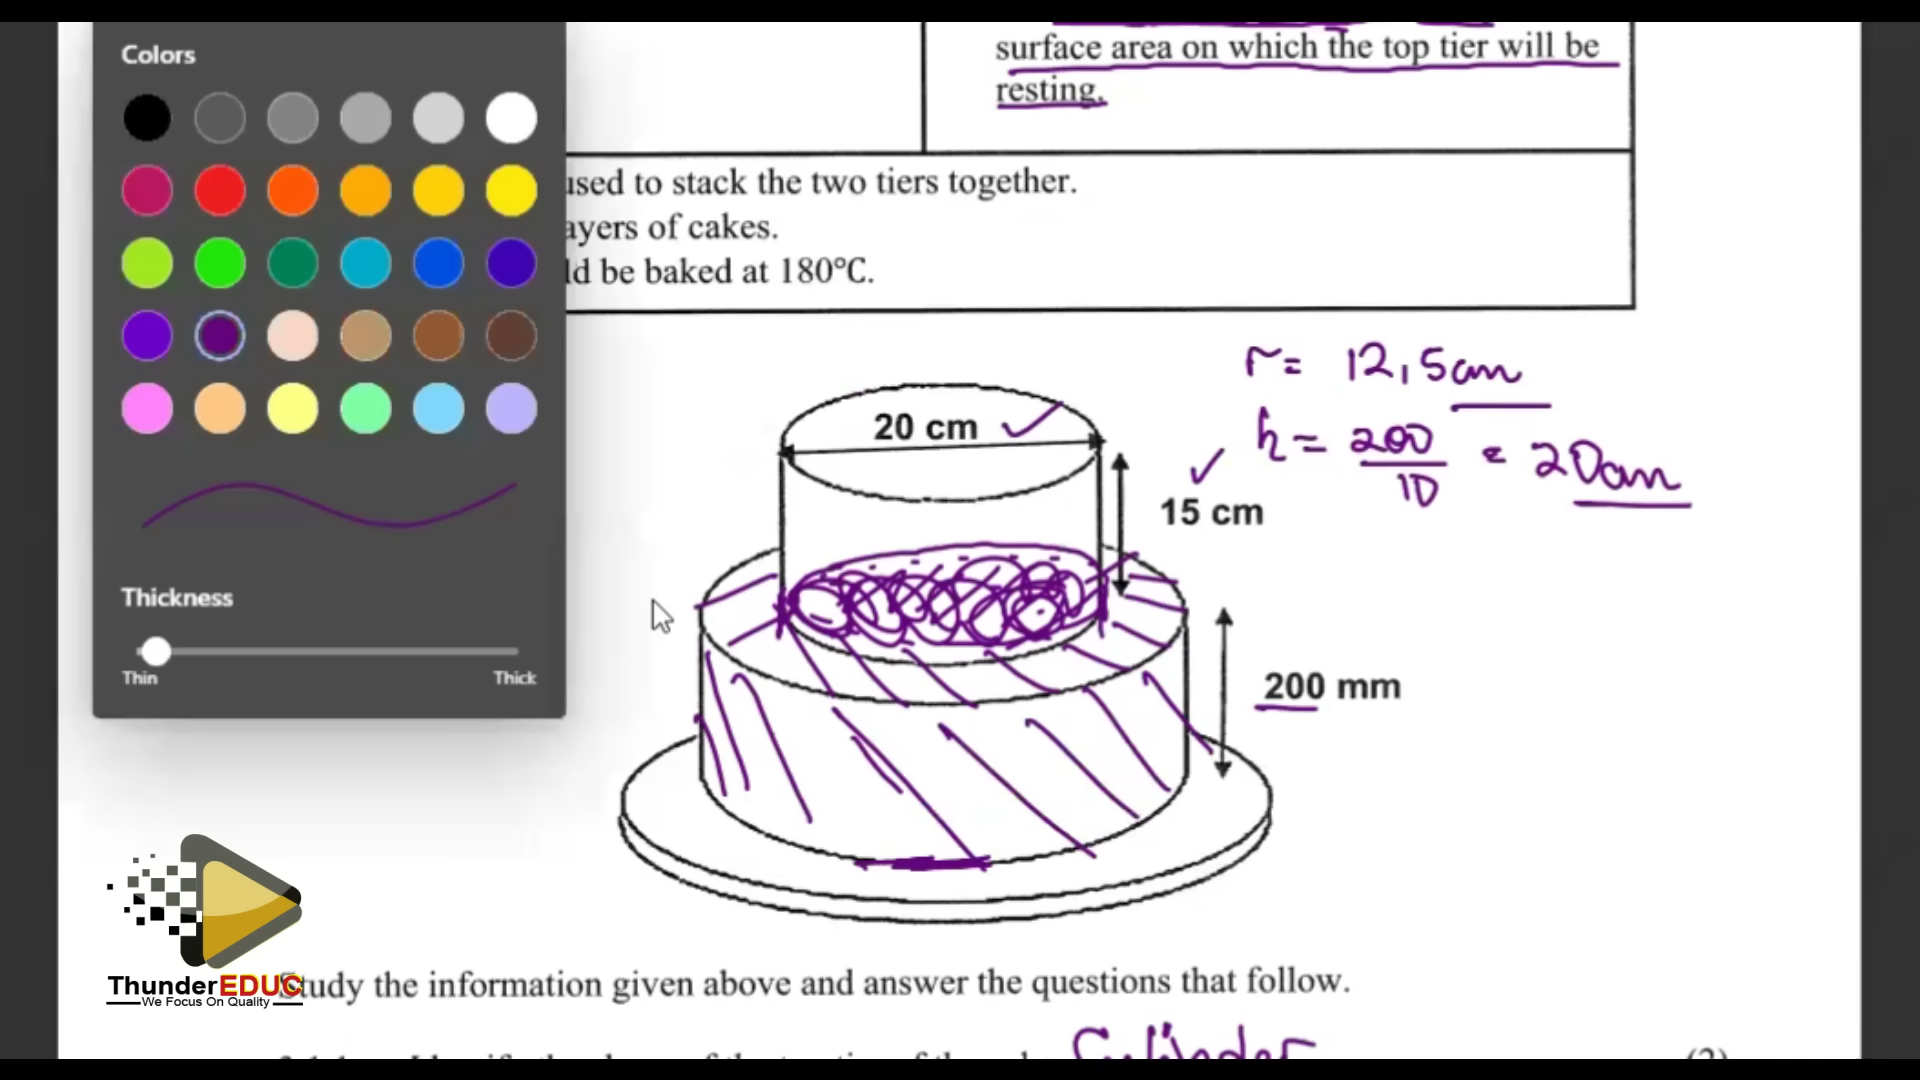 Colors
surface area on which the top tier will be
resting.
used to stack the two tiers together.
ayers of cakes.
ld be baked at 180°C.
r = 12,5cm
h = 200/10 = 20cm
20 cm
15 cm
Thickness
Thin
Thick
200 mm
ThunderEDUC
We Focus On Quality
Study the information given above and answer the questions that follow.
Cylinder
(2)